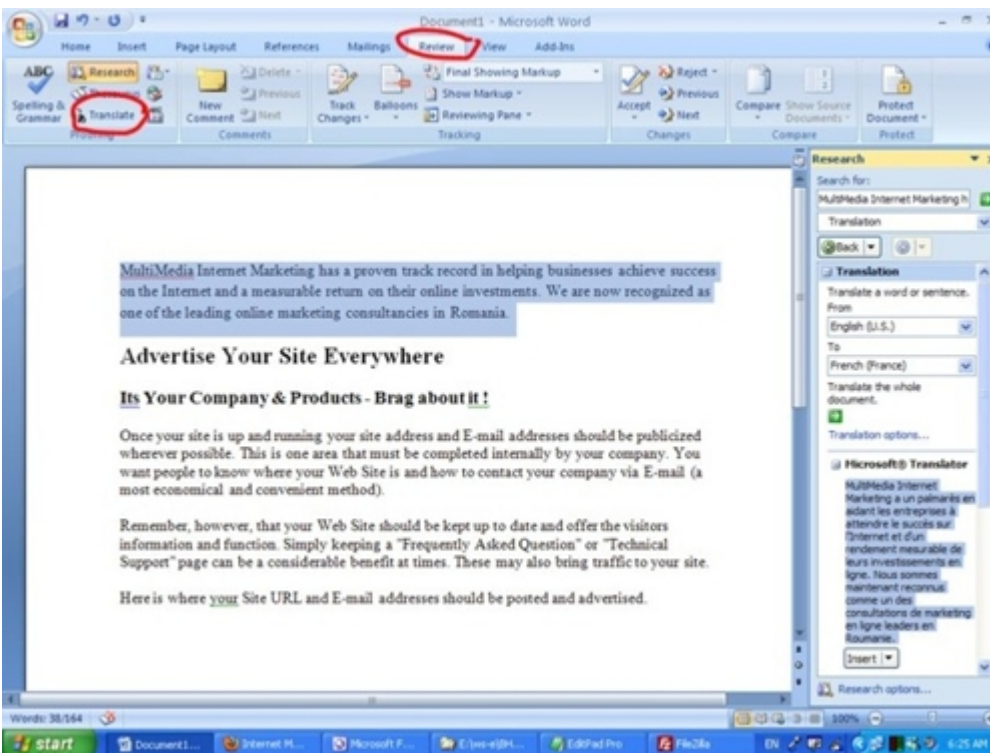 Document1 - Microsoft Word
Home Insert Page Layout References Mailings Review View Add-Ins
ABC Spelling & Grammar
Research
Thesaurus
Translate
Proofing
New Comment
Delete
Previous
Next
Comments
Track Changes
Balloons
Final Showing Markup
Show Markup
Reviewing Pane
Tracking
Accept
Reject
Previous
Next
Changes
Compare
Show Source Documents
Compare
Protect Document
Protect
MultiMedia Internet Marketing has a proven track record in helping businesses achieve success
on the Internet and a measurable return on their online investments. We are now recognized as
one of the leading online marketing consultancies in Romania.
Advertise Your Site Everywhere
Its Your Company & Products - Brag about it !
Once your site is up and running your site address and E-mail addresses should be publicized
wherever possible. This is one area that must be completed internally by your company. You
want people to know where your Web Site is and how to contact your company via E-mail (a
most economical and convenient method).
Remember, however, that your Web Site should be kept up to date and offer the visitors
information and function. Simply keeping a "Frequently Asked Question" or "Technical
Support" page can be a considerable benefit at times. These may also bring traffic to your site.
Here is where your Site URL and E-mail addresses should be posted and advertised.
Research
Search for:
MultiMedia Internet Marketing h
Translation
Back
Translation
Translate a word or sentence.
From
English (U.S.)
To
French (France)
Translate the whole
document.
Translation options...
Microsoft® Translator
MultiMedia Internet
Marketing a un palmarès en
aidant les entreprises à
atteindre le succès sur
l'Internet et d'un
rendement mesurable de
leurs investissements en
ligne. Nous sommes
maintenant reconnus
comme un des
consultations de marketing
en ligne leaders en
Roumanie.
Insert
Research options...
Words: 38/164
100%
start
Document1...
Internet M...
Microsoft F...
EditPad Pro
FileZilla
EN
6:25 AM